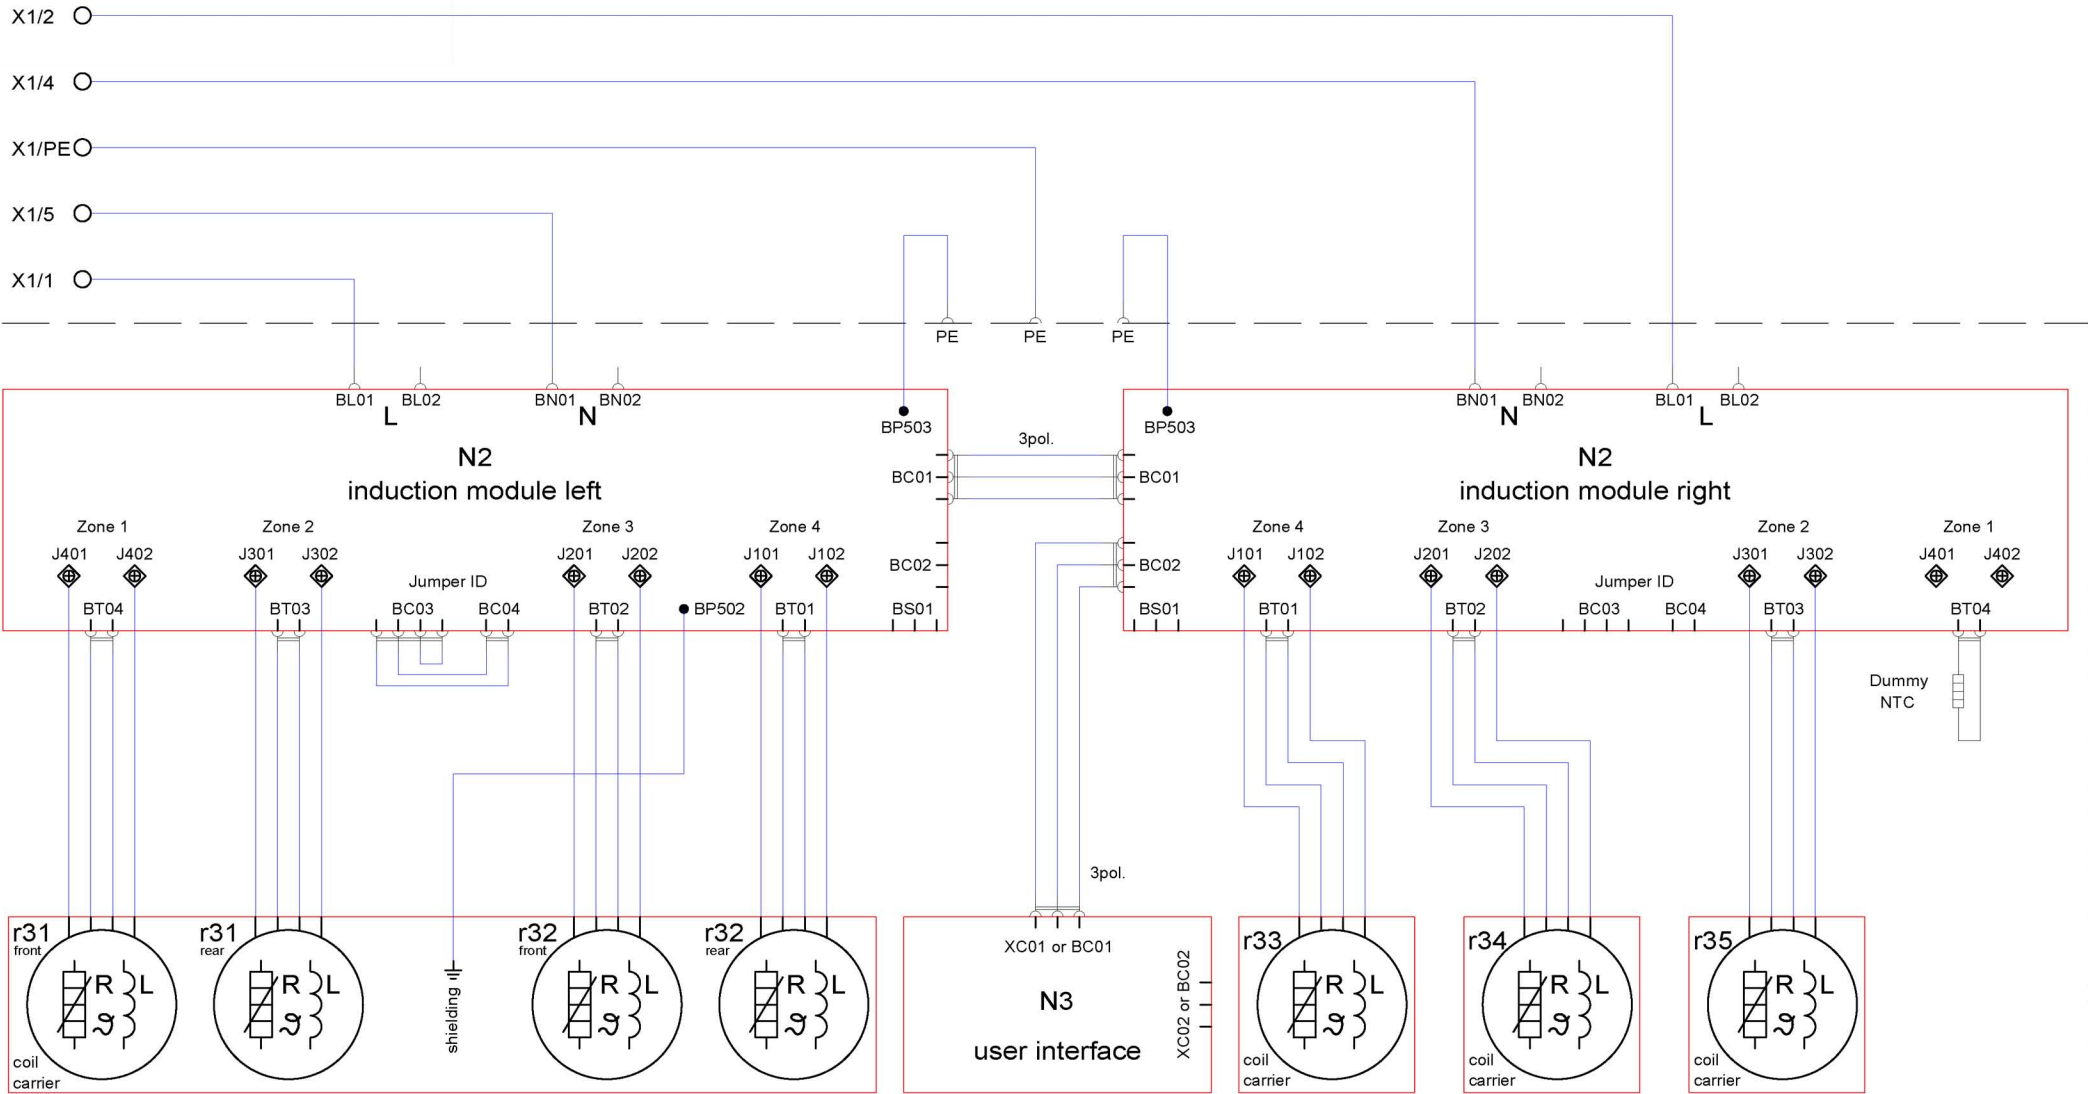 X1/2
X1/4
X1/PE
X1/5
X1/1
PE PE PE
BL01 BL02 BN01 BN02
L N
BP503
N2
induction module left
BC01
Zone 1 Zone 2 Zone 3 Zone 4
J401 J402 J301 J302 J201 J202 J101 J102
Jumper ID
BC02
BT04 BT03 BC03 BC04 BT02 BP502 BT01 BS01
3pol.
BN01 BN02 BL01 BL02
N L
BP503
N2
induction module right
BC01
Zone 4 Zone 3 Zone 2 Zone 1
J101 J102 J201 J202 J301 J302 J401 J402
BC02
Jumper ID
BS01 BT01 BT02 BC03 BC04 BT03 BT04
Dummy
NTC
3pol.
r31
front
R L
ϑ
coil
carrier
r31
rear
R L
ϑ
shielding
r32
front
R L
ϑ
r32
rear
R L
ϑ
XC01 or BC01
XC02 or BC02
N3
user interface
r33
R L
ϑ
coil
carrier
r34
R L
ϑ
coil
carrier
r35
R L
ϑ
coil
carrier